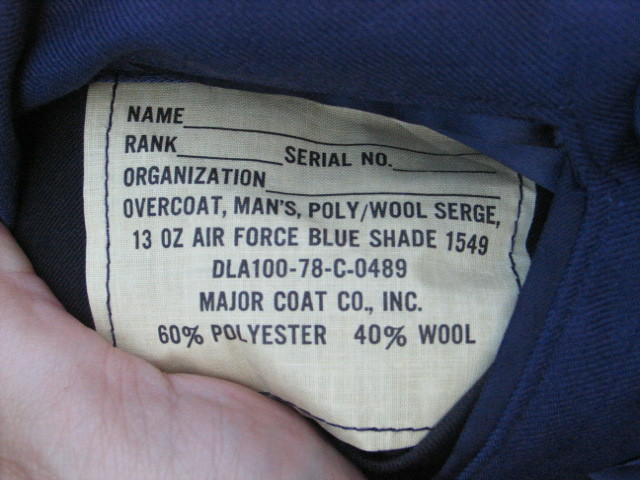 NAME
RANK SERIAL NO.
ORGANIZATION
OVERCOAT, MAN'S, POLY/WOOL SERGE,
13 OZ AIR FORCE BLUE SHADE 1549
DLA100-78-C-0489
MAJOR COAT CO., INC.
60% POLYESTER 40% WOOL